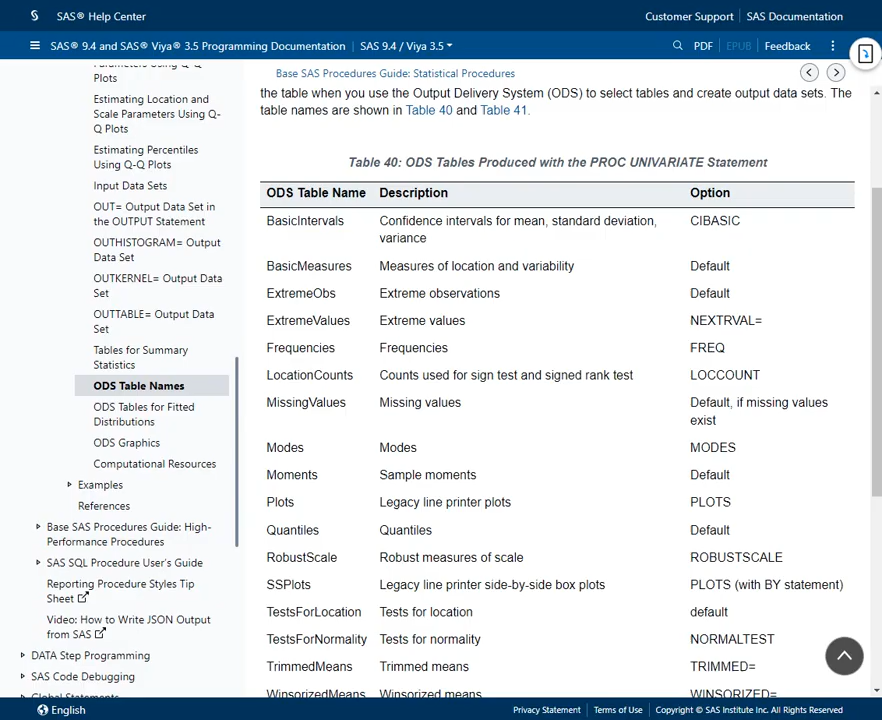 SAS® Help Center
Customer Support
SAS Documentation
SAS® 9.4 and SAS® Viya® 3.5 Programming Documentation
SAS 9.4 / Viya 3.5
PDF
EPUB
Feedback
Parameters Using Q-Q
Plots
Estimating Location and
Scale Parameters Using Q-
Q Plots
Estimating Percentiles
Using Q-Q Plots
Input Data Sets
OUT= Output Data Set in
the OUTPUT Statement
OUTHISTOGRAM= Output
Data Set
OUTKERNEL= Output Data
Set
OUTTABLE= Output Data
Set
Tables for Summary
Statistics
ODS Table Names
ODS Tables for Fitted
Distributions
ODS Graphics
Computational Resources
Examples
References
Base SAS Procedures Guide: High-
Performance Procedures
SAS SQL Procedure User's Guide
Reporting Procedure Styles Tip
Sheet
Video: How to Write JSON Output
from SAS
DATA Step Programming
SAS Code Debugging
Global Statements
Base SAS Procedures Guide: Statistical Procedures
the table when you use the Output Delivery System (ODS) to select tables and create output data sets. The
table names are shown in Table 40 and Table 41.
Table 40: ODS Tables Produced with the PROC UNIVARIATE Statement
ODS Table Name Description Option
BasicIntervals Confidence intervals for mean, standard deviation, CIBASIC
variance
BasicMeasures Measures of location and variability Default
ExtremeObs Extreme observations Default
ExtremeValues Extreme values NEXTRVAL=
Frequencies Frequencies FREQ
LocationCounts Counts used for sign test and signed rank test LOCCOUNT
MissingValues Missing values Default, if missing values
exist
Modes Modes MODES
Moments Sample moments Default
Plots Legacy line printer plots PLOTS
Quantiles Quantiles Default
RobustScale Robust measures of scale ROBUSTSCALE
SSPlots Legacy line printer side-by-side box plots PLOTS (with BY statement)
TestsForLocation Tests for location default
TestsForNormality Tests for normality NORMALTEST
TrimmedMeans Trimmed means TRIMMED=
WinsorizedMeans Winsorized means WINSORIZED=
English
Privacy Statement
Terms of Use
Copyright © SAS Institute Inc. All Rights Reserved